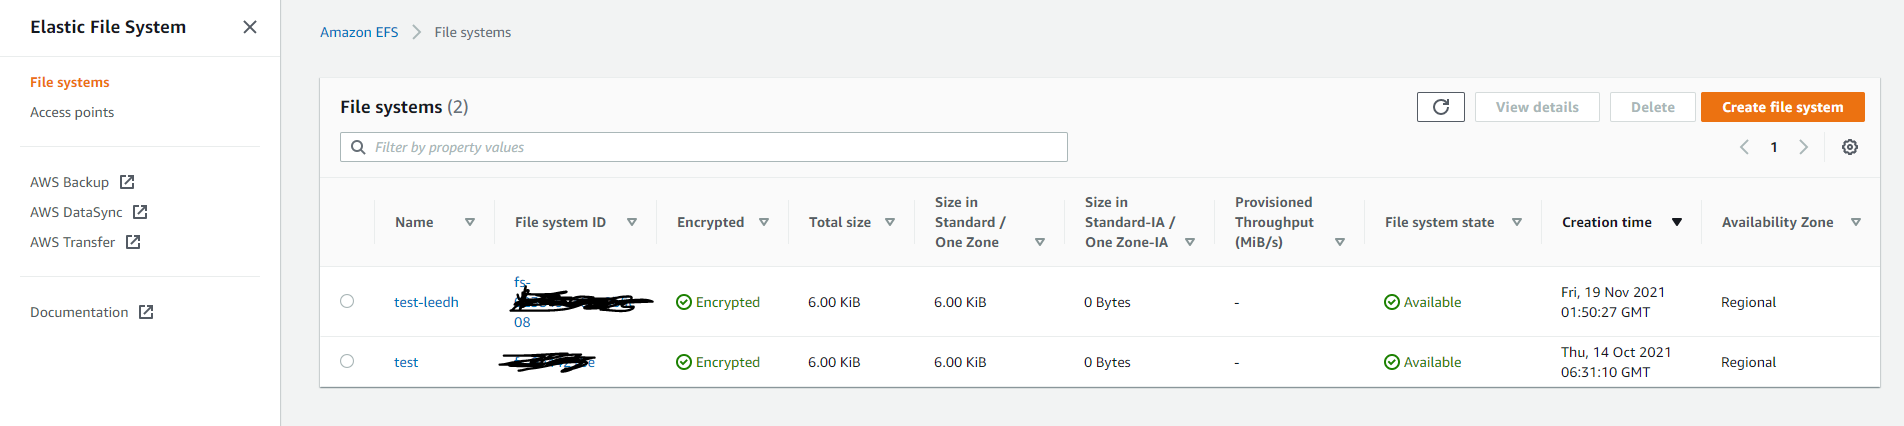 Elastic File System
File systems
Access points
AWS Backup
AWS DataSync
AWS Transfer
Documentation
Amazon EFS > File systems
File systems (2)
View details
Delete
Create file system
Filter by property values
1
Name
File system ID
Encrypted
Total size
Size in
Standard /
One Zone
Size in
Standard-IA /
One Zone-IA
Provisioned
Throughput
(MiB/s)
File system state
Creation time
Availability Zone
test-leedh
fs-
08
Encrypted
6.00 KiB
6.00 KiB
0 Bytes
-
Available
Fri, 19 Nov 2021
01:50:27 GMT
Regional
test
Encrypted
6.00 KiB
6.00 KiB
0 Bytes
-
Available
Thu, 14 Oct 2021
06:31:10 GMT
Regional